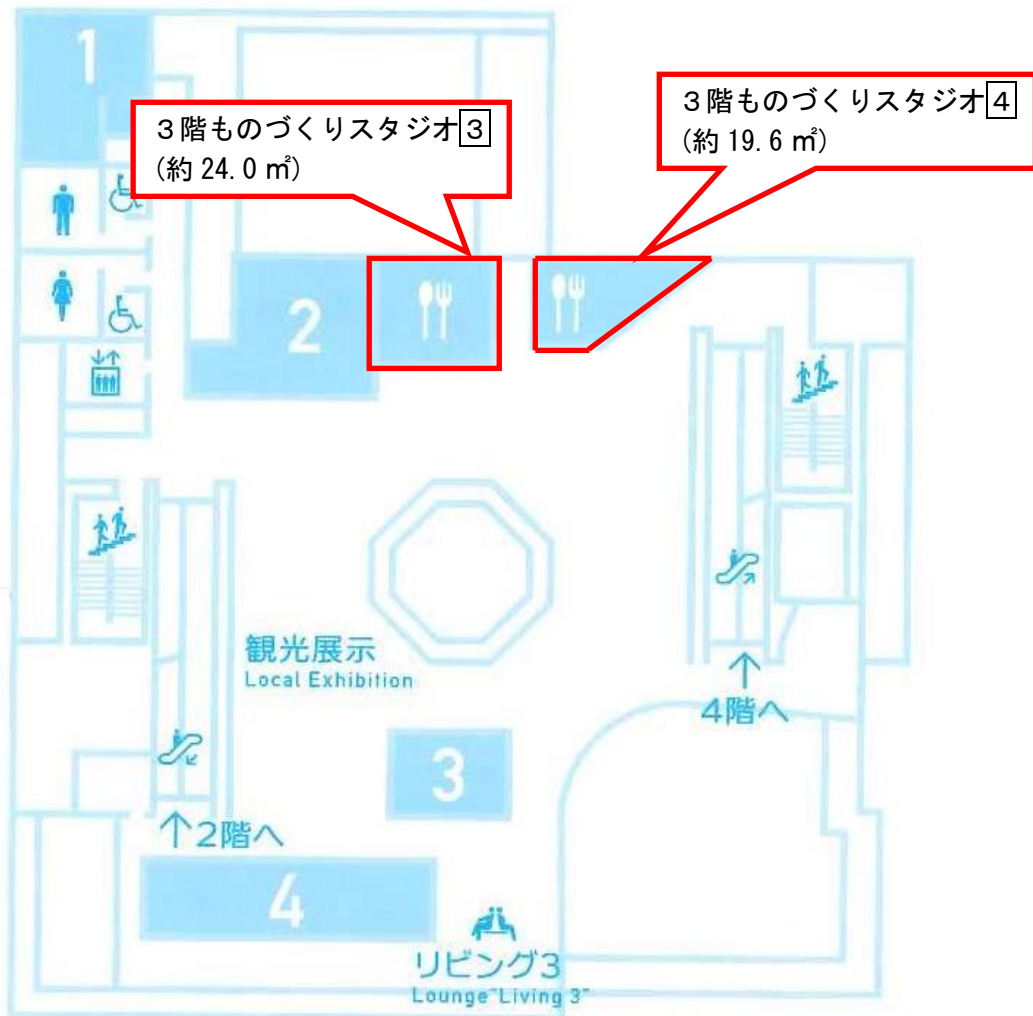 1
3階ものづくりスタジオ3
(約 24.0 ㎡)
3階ものづくりスタジオ4
(約 19.6 ㎡)
2
観光展示
Local Exhibition
4階へ
3
2階へ
4
リビング3
Lounge"Living 3"